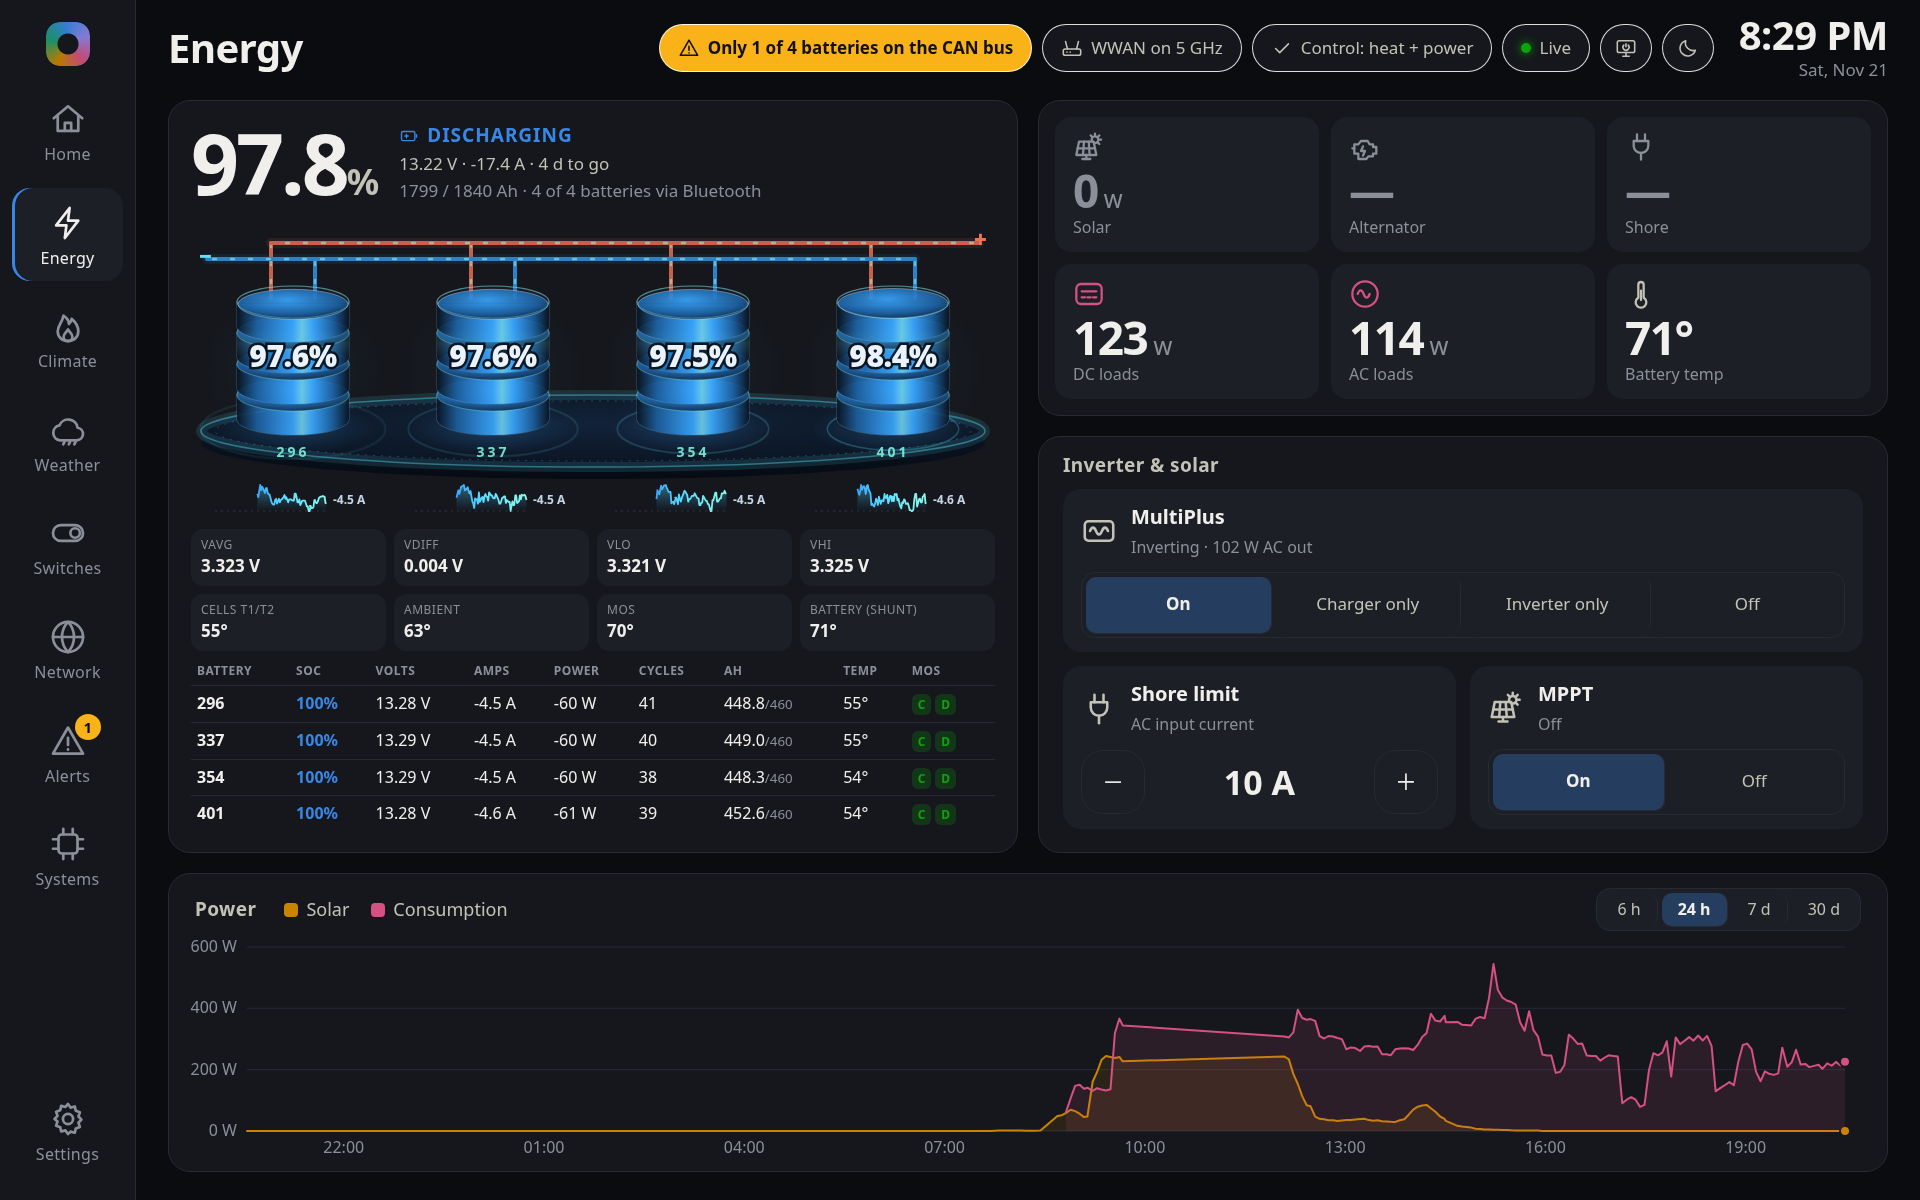 Energy
Only 1 of 4 batteries on the CAN bus
WWAN on 5 GHz
Control: heat + power
Live
8:29 PM
Sat, Nov 21
Home
Energy
Climate
Weather
Switches
Network
1
Alerts
Systems
Settings
97.8%
DISCHARGING
13.22 V · -17.4 A · 4 d to go
1799 / 1840 Ah · 4 of 4 batteries via Bluetooth
− +
97.6% 97.6% 97.5% 98.4%
296 337 354 401
-4.5 A -4.5 A -4.5 A -4.6 A
VAVG VDIFF VLO VHI
3.323 V 0.004 V 3.321 V 3.325 V
CELLS T1/T2 AMBIENT MOS BATTERY (SHUNT)
55° 63° 70° 71°
BATTERY SOC VOLTS AMPS POWER CYCLES AH TEMP MOS
296 100% 13.28 V -4.5 A -60 W 41 448.8/460 55° C D
337 100% 13.29 V -4.5 A -60 W 40 449.0/460 55° C D
354 100% 13.29 V -4.5 A -60 W 38 448.3/460 54° C D
401 100% 13.28 V -4.6 A -61 W 39 452.6/460 54° C D
0 W — —
Solar Alternator Shore
123 W 114 W 71°
DC loads AC loads Battery temp
Inverter & solar
MultiPlus
Inverting · 102 W AC out
On Charger only Inverter only Off
Shore limit
AC input current
− 10 A +
MPPT
Off
On Off
Power Solar Consumption
6 h 24 h 7 d 30 d
600 W
400 W
200 W
0 W
22:00 01:00 04:00 07:00 10:00 13:00 16:00 19:00